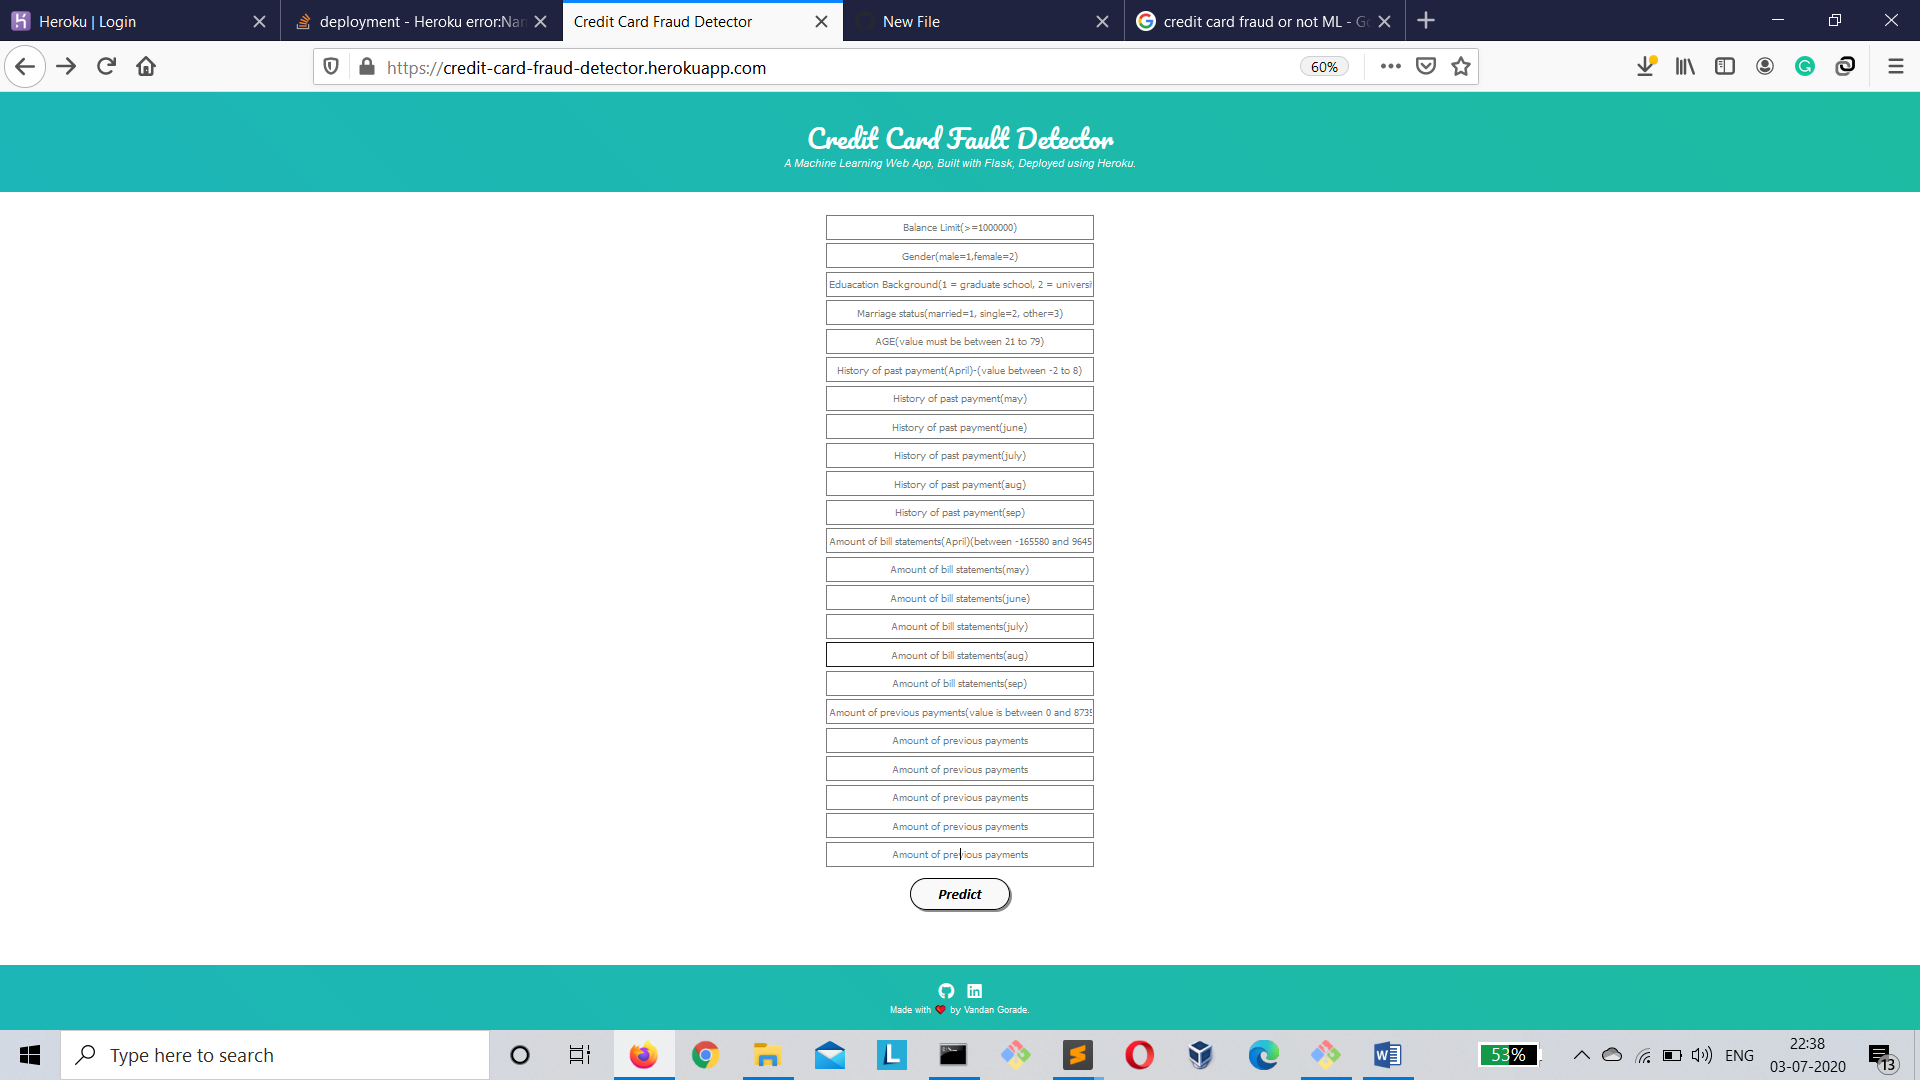 Heroku | Login
deployment - Heroku error:Nan
Credit Card Fraud Detector
New File
credit card fraud or not ML - Go
https://credit-card-fraud-detector.herokuapp.com
60%
Credit Card Fault Detector
A Machine Learning Web App, Built with Flask, Deployed using Heroku.
Balance Limit(>=1000000)
Gender(male=1,female=2)
Eduacation Background(1 = graduate school, 2 = universi
Marriage status(married=1, single=2, other=3)
AGE(value must be between 21 to 79)
History of past payment(April)-(value between -2 to 8)
History of past payment(may)
History of past payment(june)
History of past payment(july)
History of past payment(aug)
History of past payment(sep)
Amount of bill statements(April)(between -165580 and 9645
Amount of bill statements(may)
Amount of bill statements(june)
Amount of bill statements(july)
Amount of bill statements(aug)
Amount of bill statements(sep)
Amount of previous payments(value is between 0 and 8735
Amount of previous payments
Amount of previous payments
Amount of previous payments
Amount of previous payments
Amount of previous payments
Predict
Made with ❤ by Vandan Gorade.
Type here to search
53%
ENG
22:38
03-07-2020
13